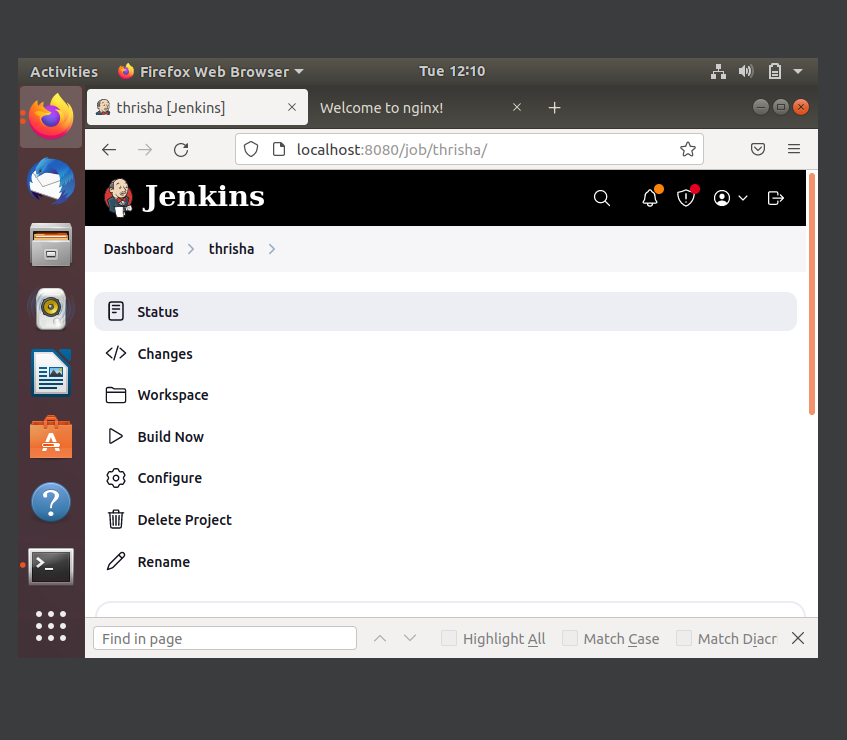 Activities Firefox Web Browser Tue 12:10
thrisha [Jenkins] Welcome to nginx!
localhost:8080/job/thrisha/
Jenkins
Dashboard thrisha
Status
Changes
Workspace
Build Now
Configure
Delete Project
Rename
Find in page Highlight All Match Case Match Diacr